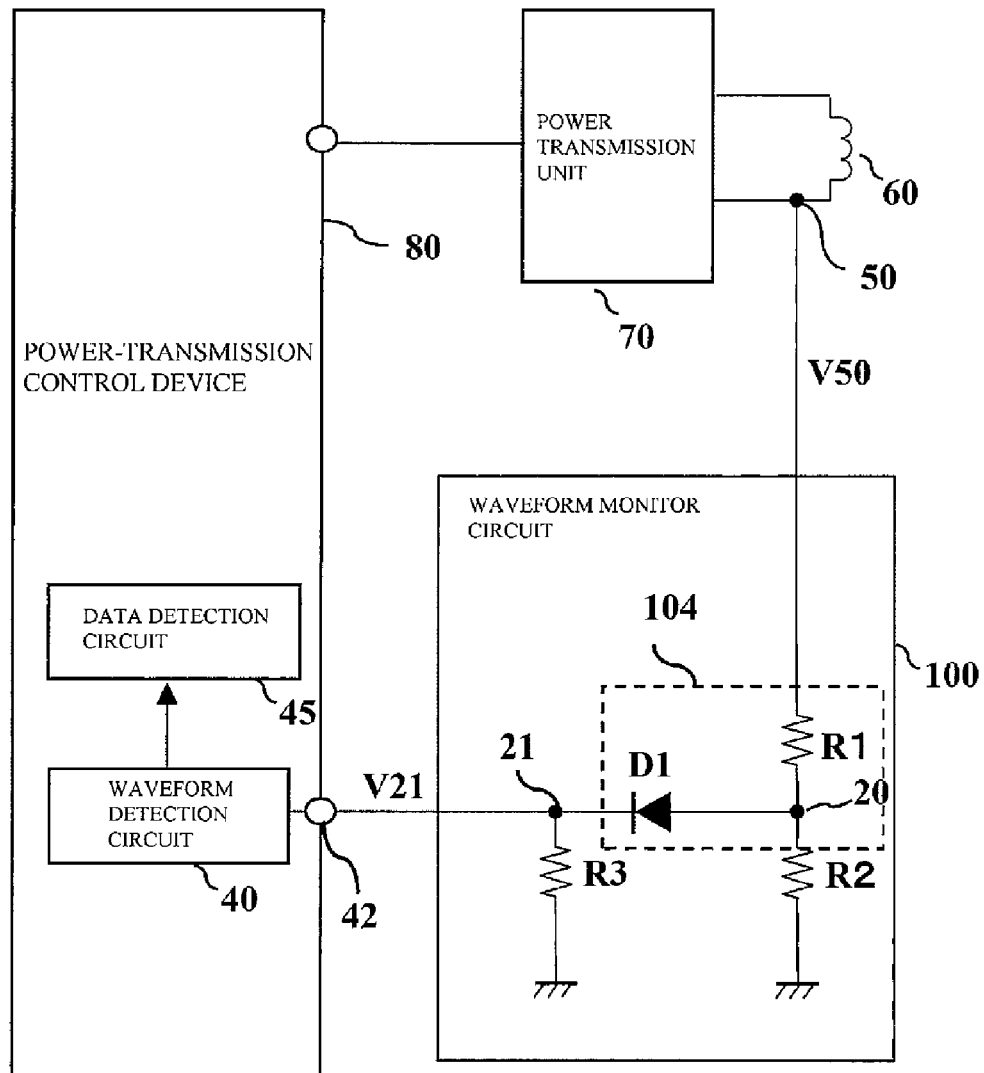 POWER
TRANSMISSION
UNIT
60
80
50
70
POWER-TRANSMISSION
CONTROL DEVICE
V50
WAVEFORM MONITOR
CIRCUIT
104
100
DATA DETECTION
CIRCUIT
45
R1
21
D1
20
V21
WAVEFORM
DETECTION
CIRCUIT
R3
R2
40
42